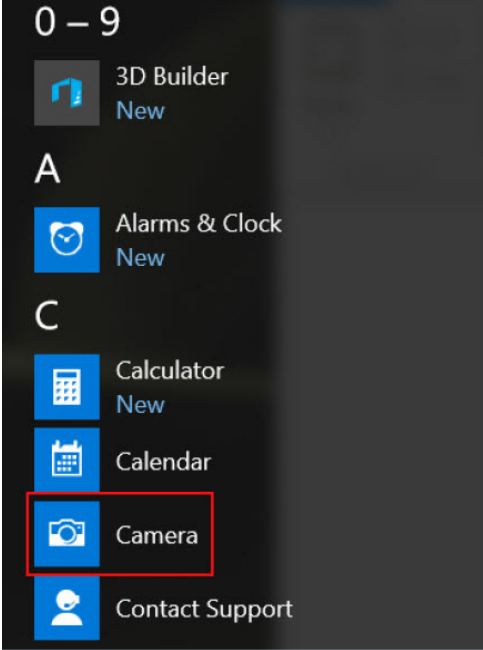 0 – 9
3D Builder
New
A
Alarms & Clock
New
C
Calculator
New
Calendar
Camera
Contact Support